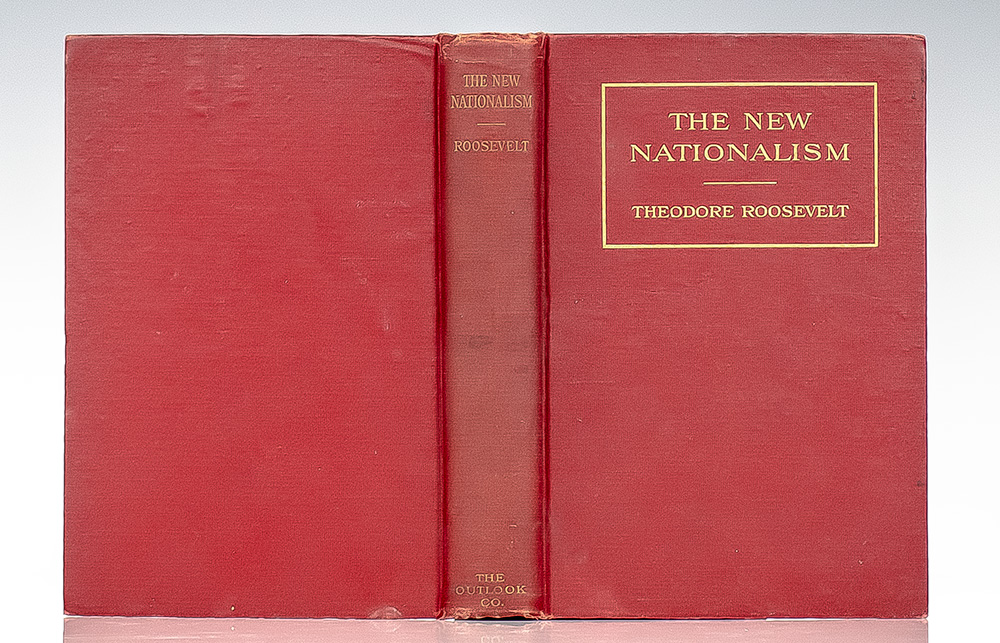 THE NEW
NATIONALISM
ROOSEVELT
THE
OUTLOOK
CO.
THE NEW
NATIONALISM
THEODORE ROOSEVELT